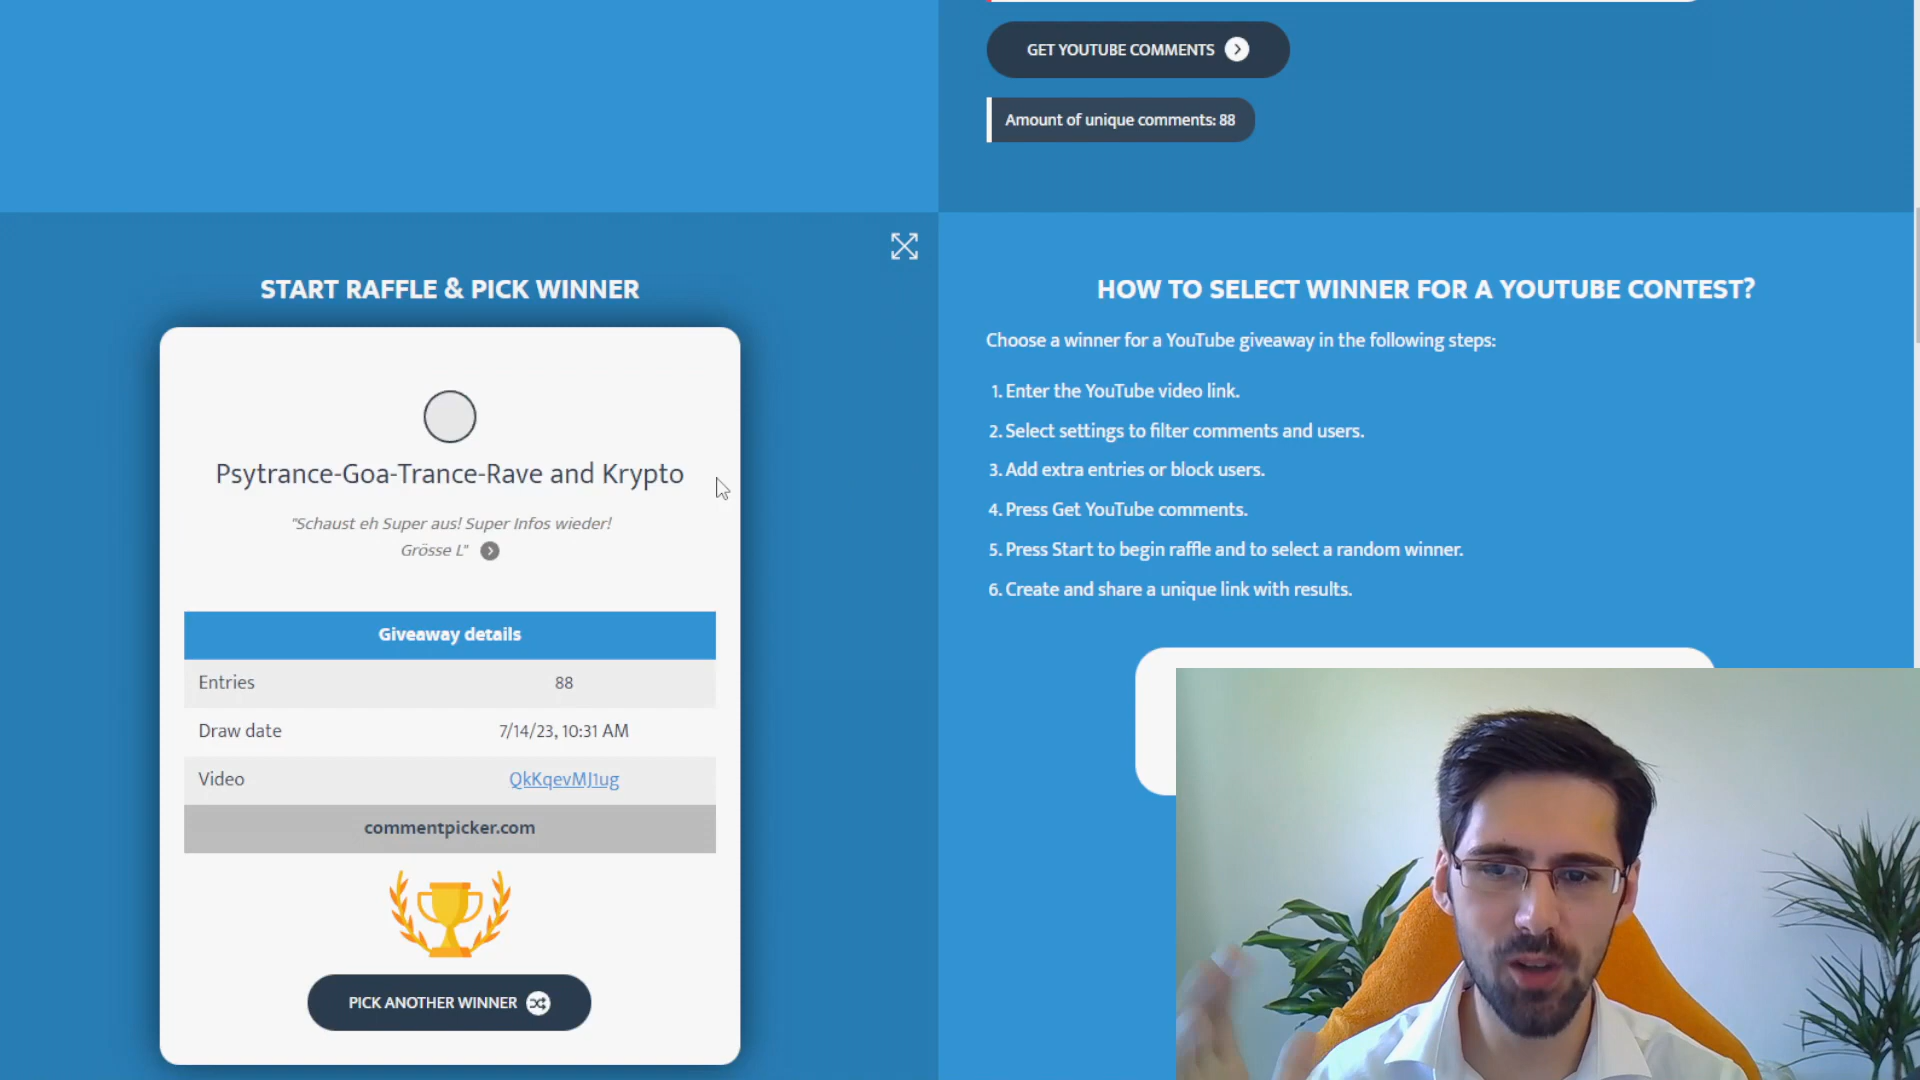 GET YOUTUBE COMMENTS
Amount of unique comments: 88
START RAFFLE & PICK WINNER
Psytrance-Goa-Trance-Rave and Krypto
"Schaust eh Super aus! Super Infos wieder!
Grösse L"
Giveaway details
Entries 88
Draw date 7/14/23, 10:31 AM
Video QkKqevMJ1ug
commentpicker.com
PICK ANOTHER WINNER
HOW TO SELECT WINNER FOR A YOUTUBE CONTEST?
Choose a winner for a YouTube giveaway in the following steps:
1. Enter the YouTube video link.
2. Select settings to filter comments and users.
3. Add extra entries or block users.
4. Press Get YouTube comments.
5. Press Start to begin raffle and to select a random winner.
6. Create and share a unique link with results.